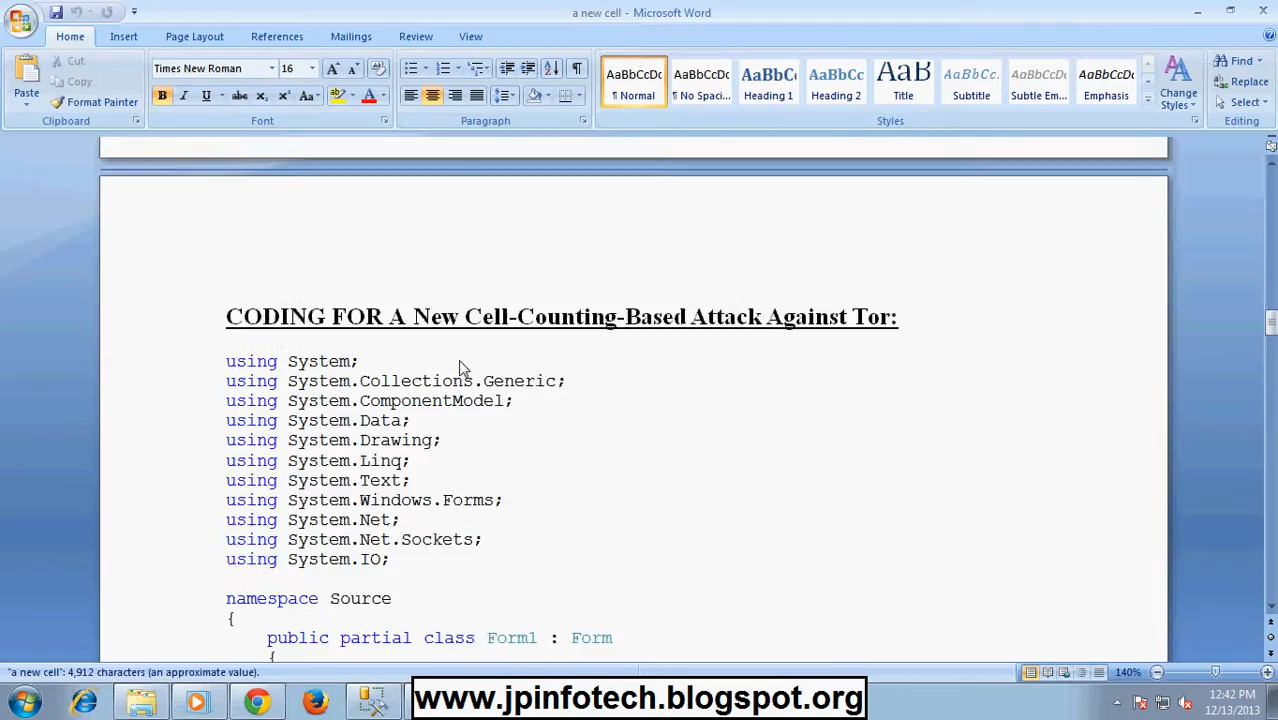 a new cell - Microsoft Word
Home Insert Page Layout References Mailings Review View
Paste
Cut
Copy
Format Painter
Clipboard
Times New Roman 16
Font
Paragraph
AaBbCcDc AaBbCcDc AaBbC AaBbCc AaB AaBbCc. AaBbCcDc AaBbCcDc
¶ Normal ¶ No Spaci... Heading 1 Heading 2 Title Subtitle Subtle Em... Emphasis
Change Styles
Styles
Find
Replace
Select
Editing
CODING FOR A New Cell-Counting-Based Attack Against Tor:
using System;
using System.Collections.Generic;
using System.ComponentModel;
using System.Data;
using System.Drawing;
using System.Linq;
using System.Text;
using System.Windows.Forms;
using System.Net;
using System.Net.Sockets;
using System.IO;
namespace Source
{
public partial class Form1 : Form
{
"a new cell": 4,912 characters (an approximate value).
140%
www.jpinfotech.blogspot.org
12:42 PM
12/13/2013